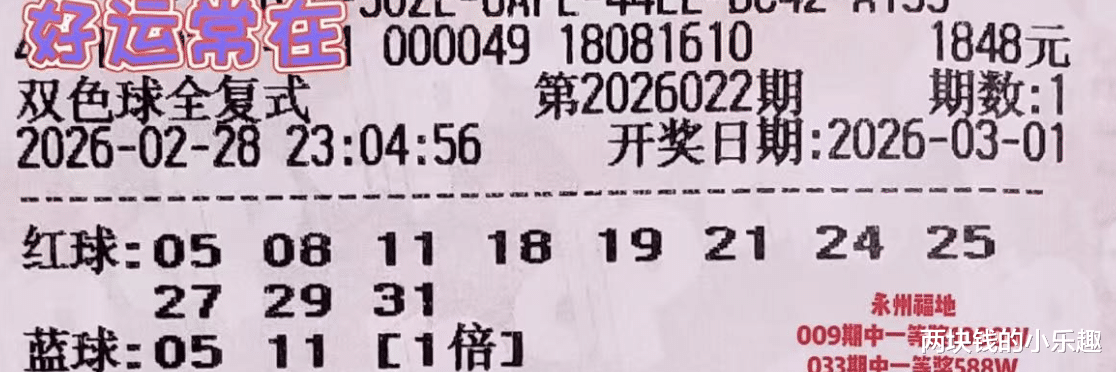 好运常在 000049 18081610 1848元
双色球全复式 第2026022期 期数:1
2026-02-28 23:04:56 开奖日期:2026-03-01
红球:05 08 11 18 19 21 24 25
27 29 31
蓝球:05 11 [1倍]
永州福地
009期中一等奖
两块钱的小乐趣
033期中一等奖588W